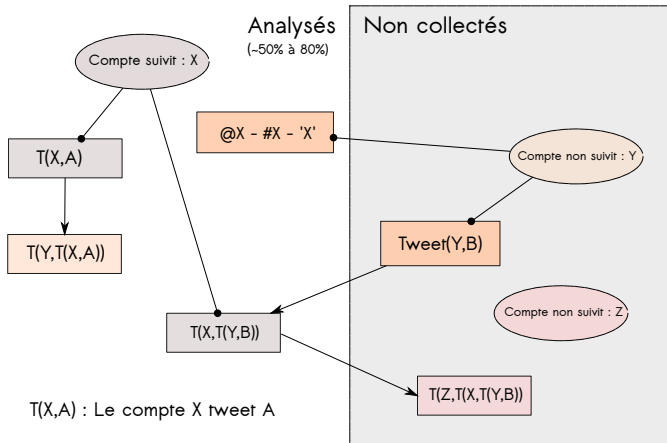 Analysés
(~50% à 80%)
Non collectés
Compte suivit : X
@X - #X - 'X'
T(X,A)
Compte non suivit : Y
T(Y,T(X,A))
Tweet(Y,B)
Compte non suivit : Z
T(X,T(Y,B))
T(Z,T(X,T(Y,B))
T(X,A) : Le compte X tweet A